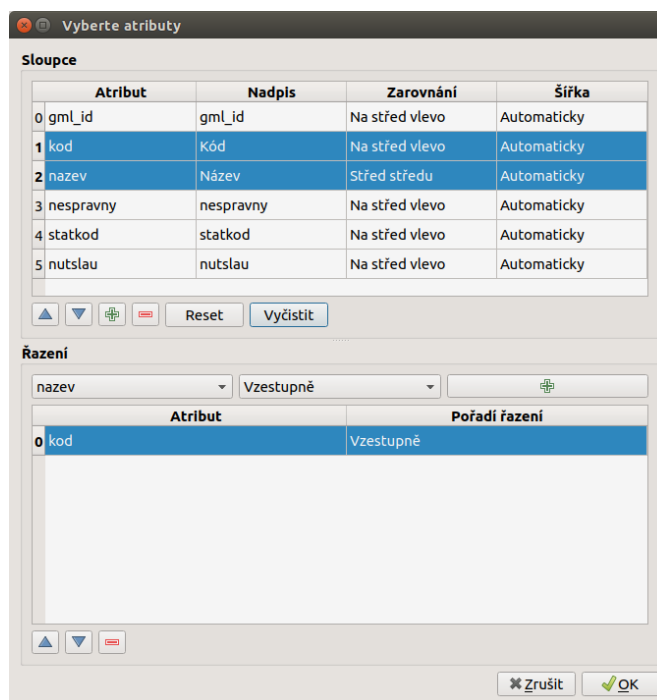 Vyberte atributy
Sloupce
Atribut Nadpis Zarovnání Šířka
0 gml_id gml_id Na střed vlevo Automaticky
1 kod Kód Na střed vlevo Automaticky
2 nazev Název Střed středu Automaticky
3 nespravny nespravny Na střed vlevo Automaticky
4 statkod statkod Na střed vlevo Automaticky
5 nutslau nutslau Na střed vlevo Automaticky
Reset Vyčistit
Řazení
nazev Vzestupně
Atribut Pořadí řazení
0 kod Vzestupně
Zrušit OK